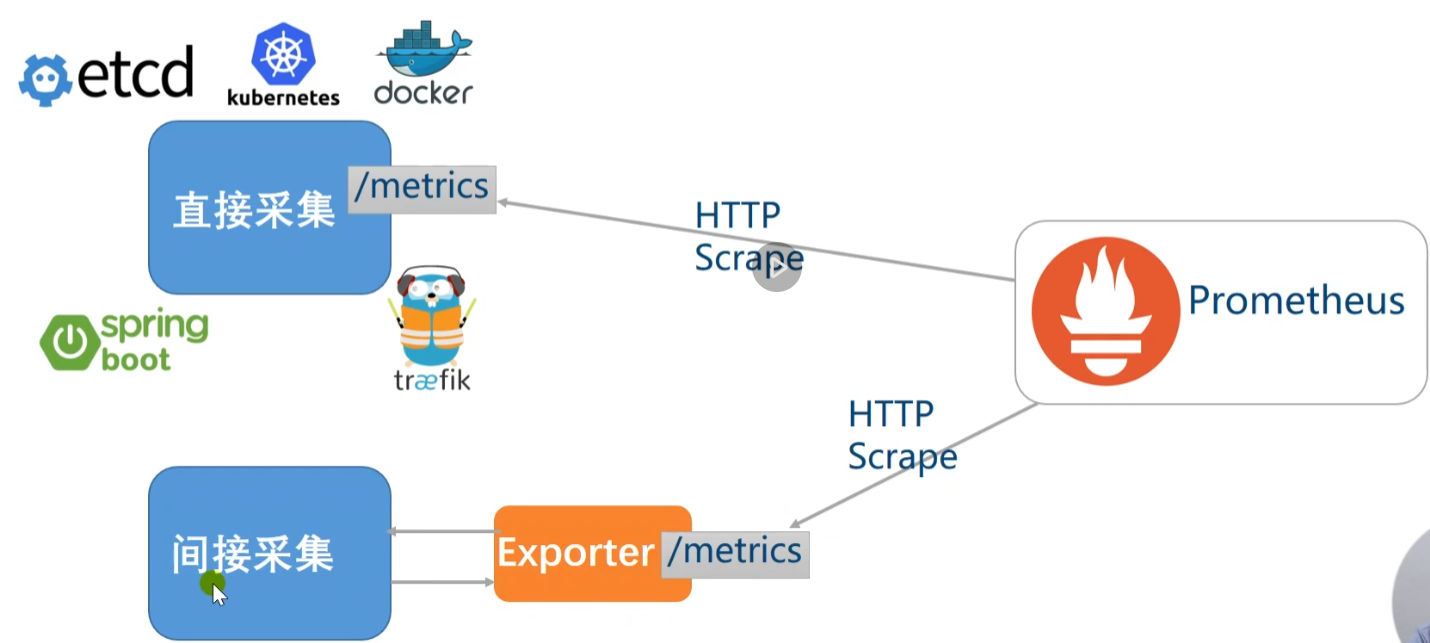 etcd
kubernetes
docker
直接采集
/metrics
HTTP
Scrape
Prometheus
spring
boot
træfik
HTTP
Scrape
间接采集
Exporter
/metrics